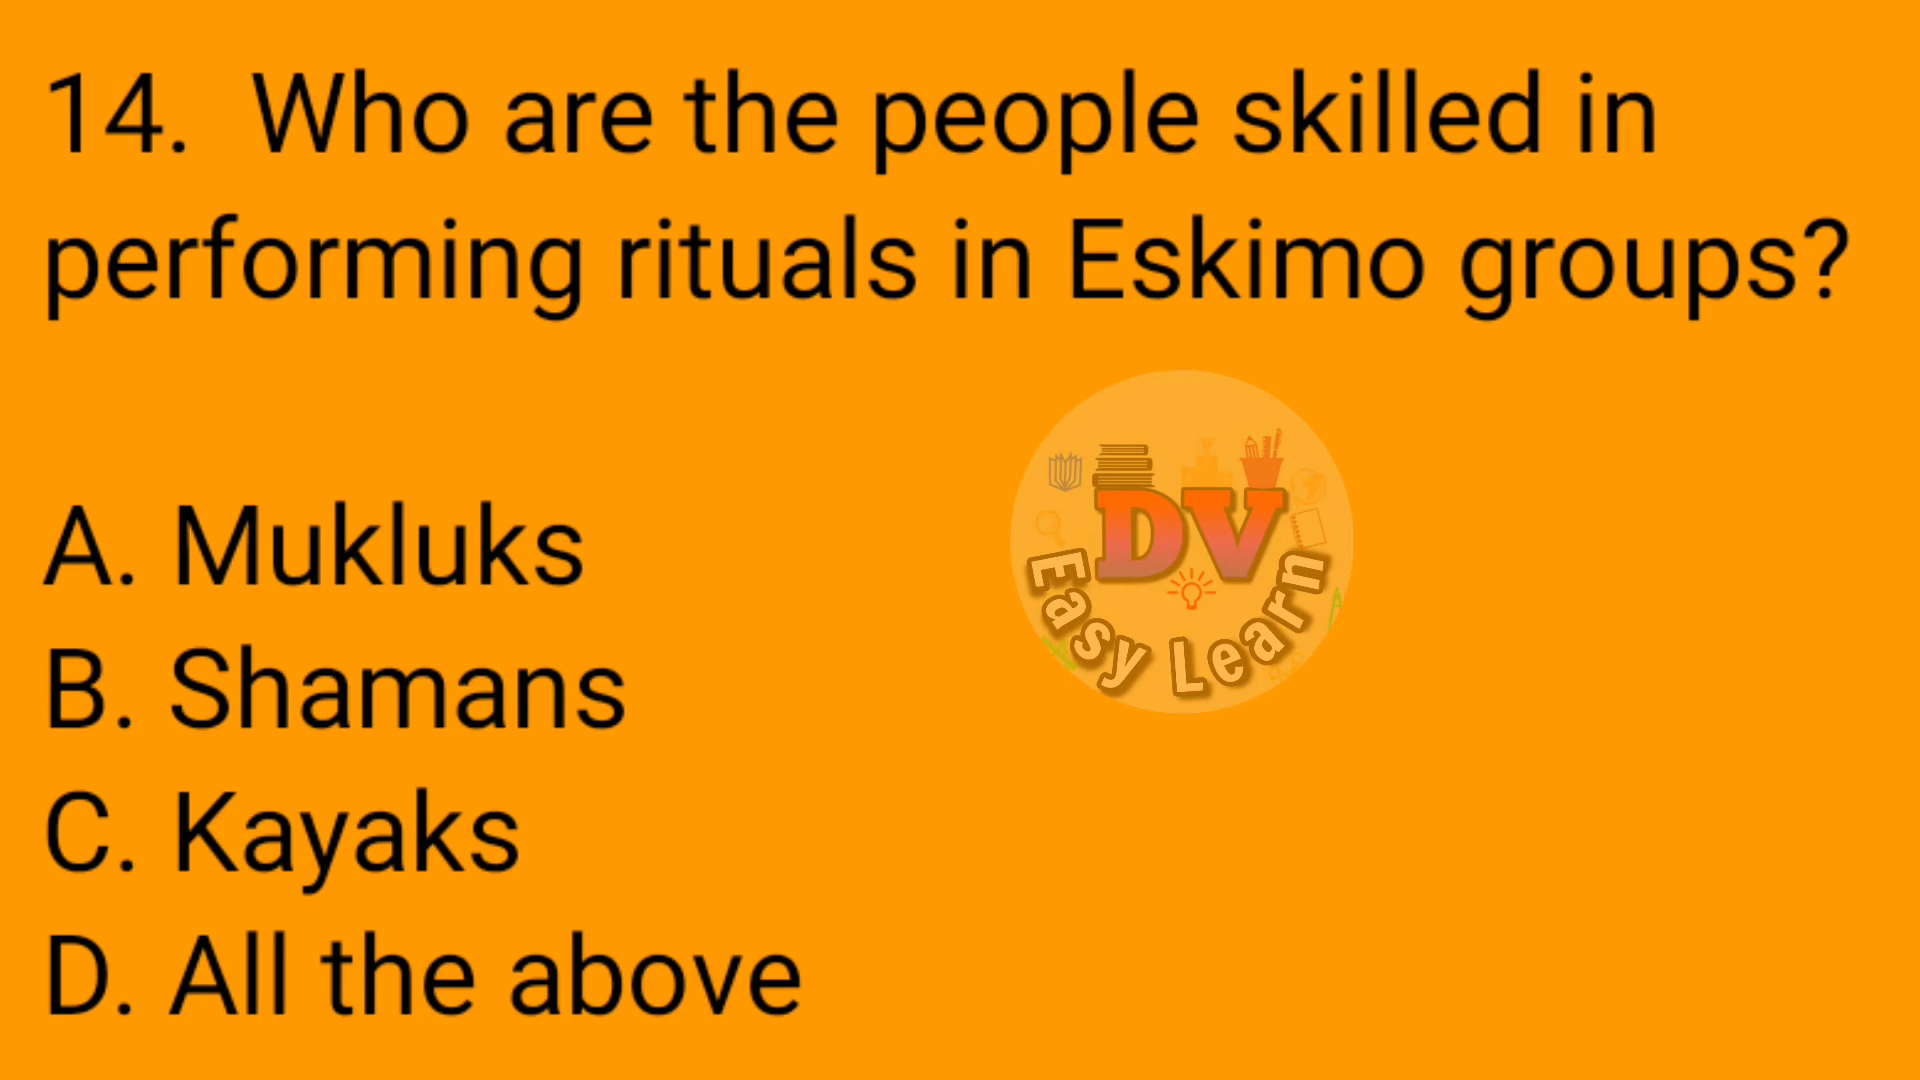 14. Who are the people skilled in
performing rituals in Eskimo groups?
DV
Easy Learn
A. Mukluks
B. Shamans
C. Kayaks
D. All the above